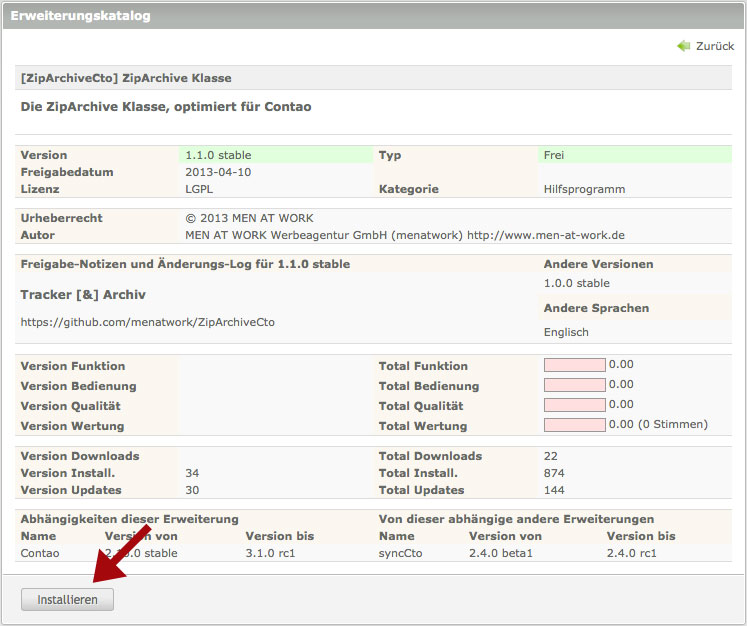 Erweiterungskatalog
Zurück
[ZipArchiveCto] ZipArchive Klasse
Die ZipArchive Klasse, optimiert für Contao
Version 1.1.0 stable Typ Frei
Freigabedatum 2013-04-10
Lizenz LGPL Kategorie Hilfsprogramm
Urheberrecht © 2013 MEN AT WORK
Autor MEN AT WORK Werbeagentur GmbH (menatwork) http://www.men-at-work.de
Freigabe-Notizen und Änderungs-Log für 1.1.0 stable Andere Versionen
1.0.0 stable
Tracker [&] Archiv
Andere Sprachen
https://github.com/menatwork/ZipArchiveCto
Englisch
Version Funktion Total Funktion 0.00
Version Bedienung Total Bedienung 0.00
Version Qualität Total Qualität 0.00
Version Wertung Total Wertung 0.00 (0 Stimmen)
Version Downloads Total Downloads 22
Version Install. 34 Total Install. 874
Version Updates 30 Total Updates 144
Abhängigkeiten dieser Erweiterung Von dieser abhängige andere Erweiterungen
Name Version von Version bis Name Version von Version bis
Contao stable 3.1.0 rc1 syncCto 2.4.0 beta1 2.4.0 rc1
Installieren